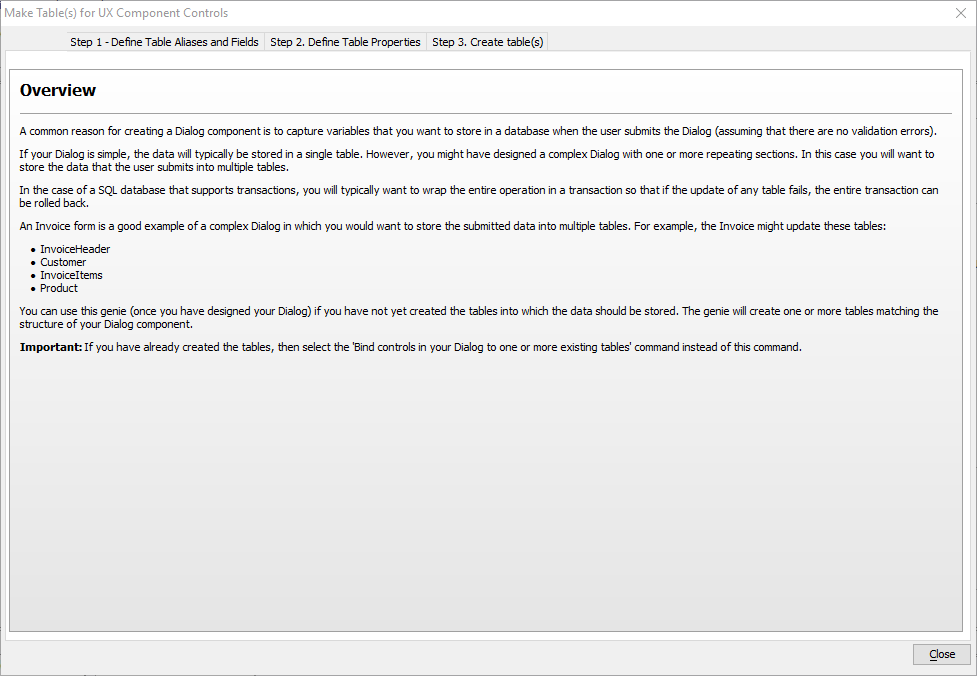 Make Table(s) for UX Component Controls
Step 1 - Define Table Aliases and Fields
Step 2. Define Table Properties
Step 3. Create table(s)
Overview
A common reason for creating a Dialog component is to capture variables that you want to store in a database when the user submits the Dialog (assuming that there are no validation errors).
If your Dialog is simple, the data will typically be stored in a single table. However, you might have designed a complex Dialog with one or more repeating sections. In this case you will want to
store the data that the user submits into multiple tables.
In the case of a SQL database that supports transactions, you will typically want to wrap the entire operation in a transaction so that if the update of any table fails, the entire transaction can
be rolled back.
An Invoice form is a good example of a complex Dialog in which you would want to store the submitted data into multiple tables. For example, the Invoice might update these tables:
• InvoiceHeader
• Customer
• InvoiceItems
• Product
You can use this genie (once you have designed your Dialog) if you have not yet created the tables into which the data should be stored. The genie will create one or more tables matching the
structure of your Dialog component.
Important: If you have already created the tables, then select the 'Bind controls in your Dialog to one or more existing tables' command instead of this command.
Close